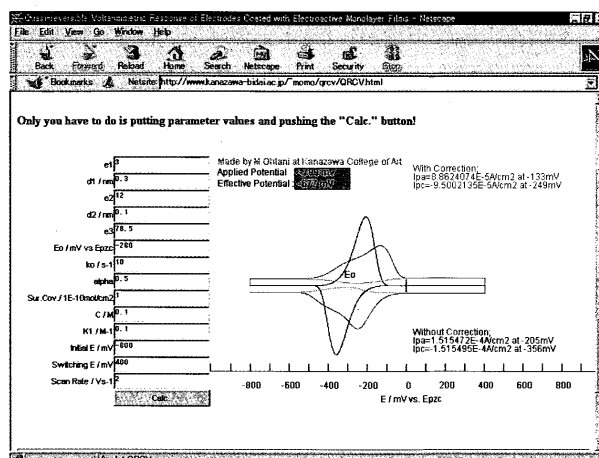 Quasireversible Voltammetric Response of Electrodes Coated with Electroactive Monolayer Films - Netscape
File Edit View Go Window Help
Back Forward Reload Home Search Netscape Print Security Stop
Bookmarks Netsite: http://www.kanazawa-bidai.ac.jp/~momo/qrcv/QRCV.html
Only you have to do is putting parameter values and pushing the "Calc." button!
e1 3
d1 / nm 0.3
e2 12
d2 / nm 0.1
e3 78.5
Eo / mV vs Epzc -280
ko / s-1 10
alpha 0.5
Sur.Cov./1E-10mol/cm2 1
C / M 0.1
K1 / M-1 0.1
Initial E / mV -800
Switching E / mV 400
Scan Rate / Vs-1 2
Calc.
Made by M.Ohtani at Kanazawa College of Art
Applied Potential
Effective Potential :
With Correction;
Ipa=8.8624074E-5A/cm2 at -133mV
Ipc=-9.5002135E-5A/cm2 at -249mV
Eo
Without Correction;
Ipa=1.515472E-4A/cm2 at -205mV
Ipc=-1.515495E-4A/cm2 at -356mV
-800 -600 -400 -200 0 200 400 600 800
E / mV vs. Epzc